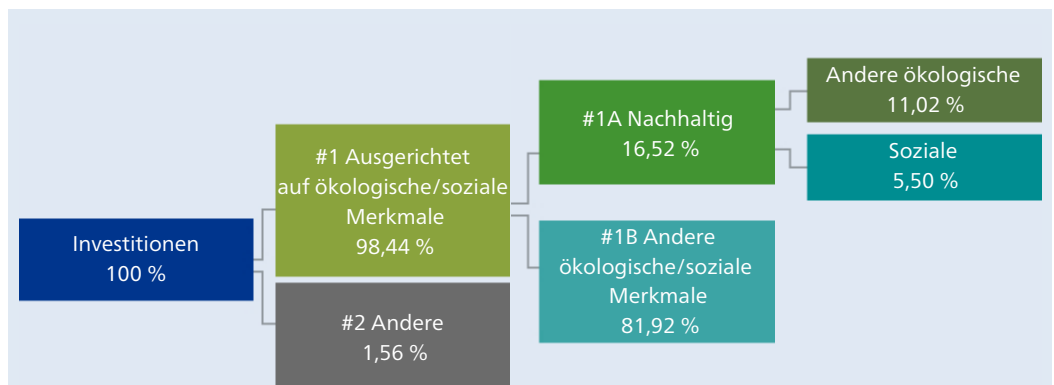 Investitionen
100 %
#1 Ausgerichtet
auf ökologische/soziale
Merkmale
98,44 %
#2 Andere
1,56 %
#1A Nachhaltig
16,52 %
#1B Andere
ökologische/soziale
Merkmale
81,92 %
Andere ökologische
11,02 %
Soziale
5,50 %